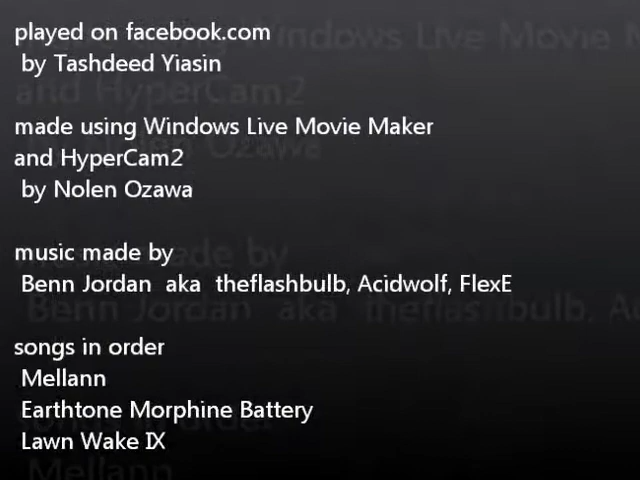 played on facebook.com
by Tashdeed Yiasin
made using Windows Live Movie Maker
and HyperCam2
by Nolen Ozawa
music made by
Benn Jordan aka theflashbulb, Acidwolf, FlexE
songs in order
Mellann
Earthtone Morphine Battery
Lawn Wake IX